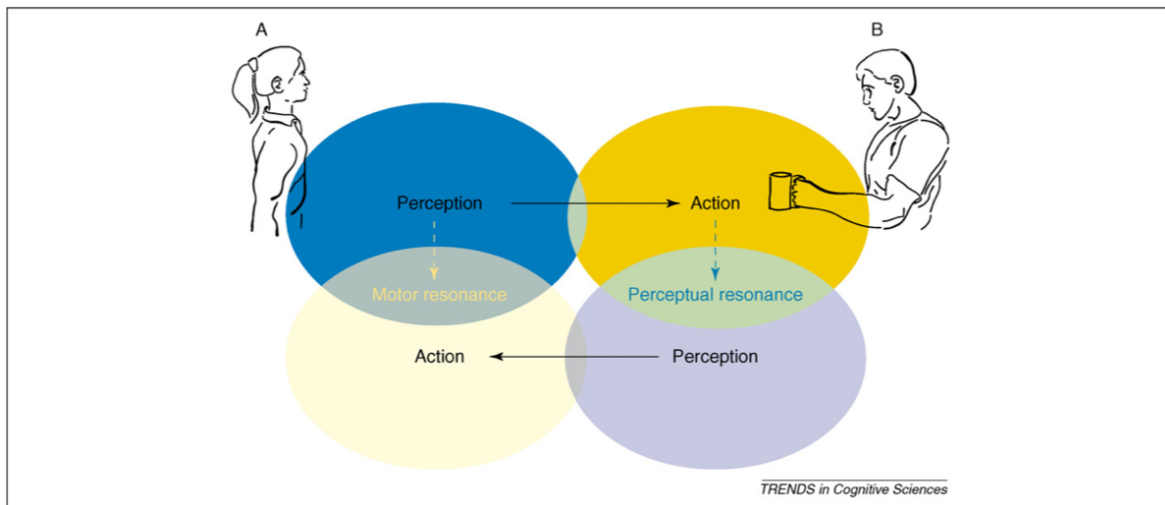 A
B
Perception
Action
Motor resonance
Perceptual resonance
Action
Perception
TRENDS in Cognitive Sciences